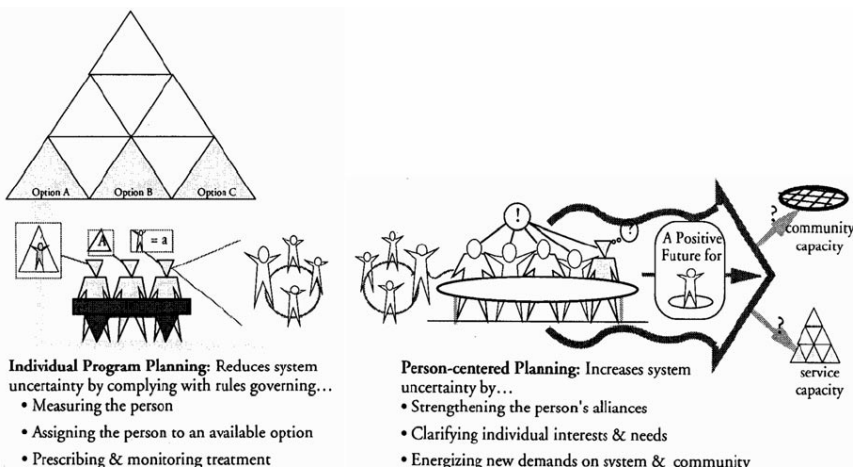 Option A
Option B
Option C
A
= a
!
?
A Positive
Future for
?
community
capacity
?
service
capacity
Individual Program Planning: Reduces system
uncertainty by complying with rules governing...
• Measuring the person
• Assigning the person to an available option
• Prescribing & monitoring treatment
Person-centered Planning: Increases system
uncertainty by...
• Strengthening the person's alliances
• Clarifying individual interests & needs
• Energizing new demands on system & community